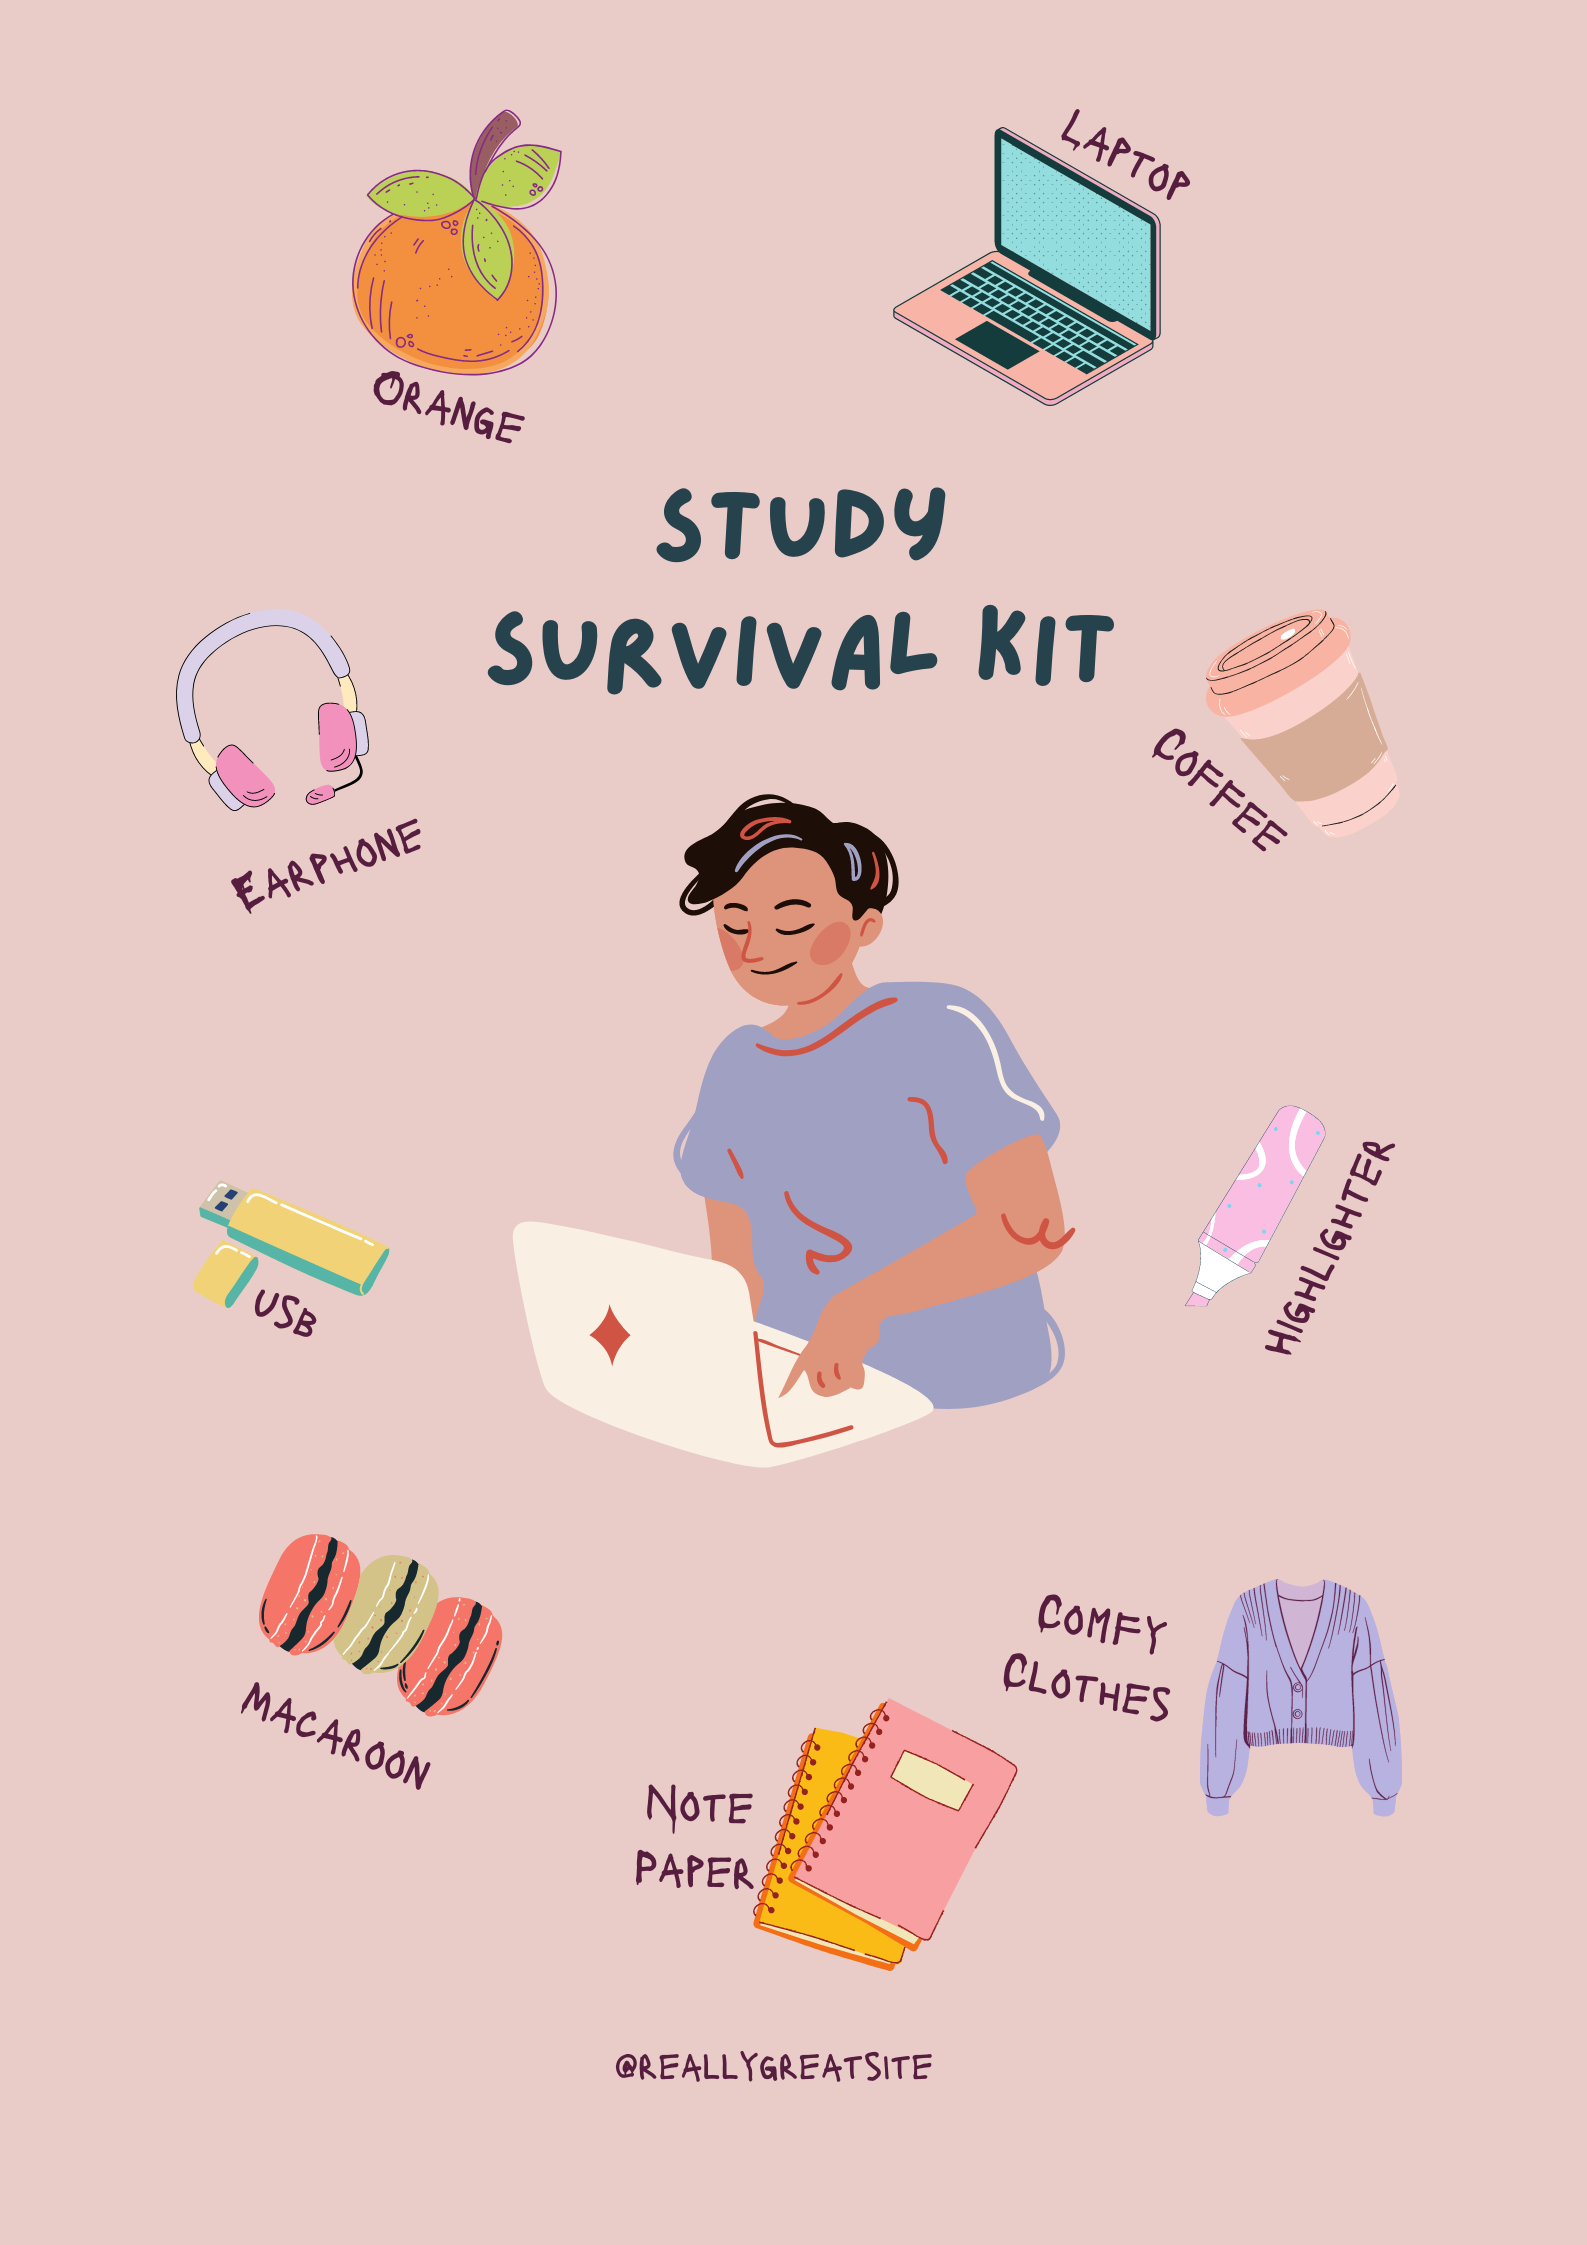 LAPTOP
ORANGE
STUDY
SURVIVAL KIT
COFFEE
EARPHONE
HIGHLIGHTER
USB
COMFY
CLOTHES
MACAROON
NOTE
PAPER
@REALLYGREATSITE